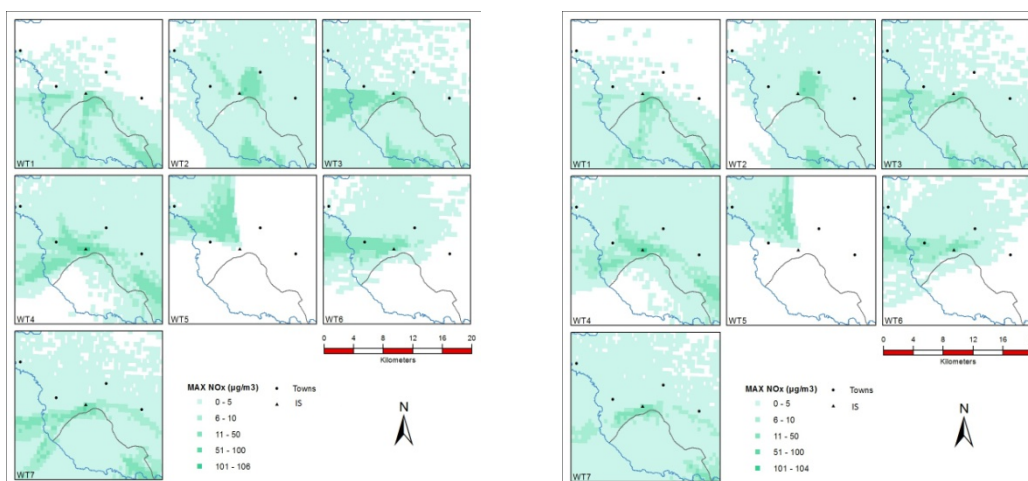 WT1
WT2
WT3
WT4
WT5
WT6
0 4 8 12 16 20
Kilometers
WT7
MAX NOx (µg/m3)
0 - 5
6 - 10
11 - 50
51 - 100
101 - 106
Towns
IS
N
WT1
WT2
WT3
WT4
WT5
WT6
0 4 8 12 16 20
Kilometers
WT7
MAX NOx (µg/m3)
0 - 5
6 - 10
11 - 50
51 - 100
101 - 104
Towns
IS
N